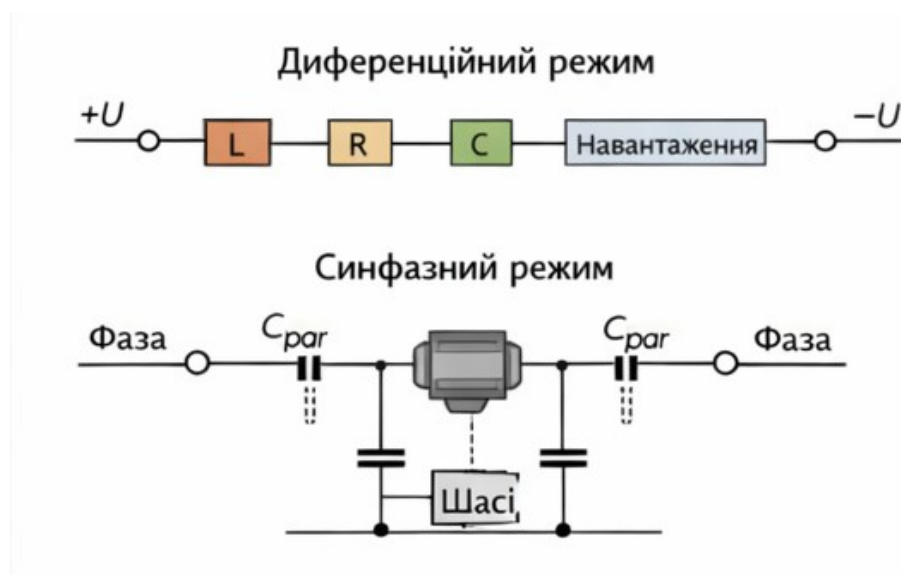 Диференційний режим
+U
L
R
C
Навантаження
−U
Синфазний режим
Фаза
Cpar
Cpar
Фаза
Шасі